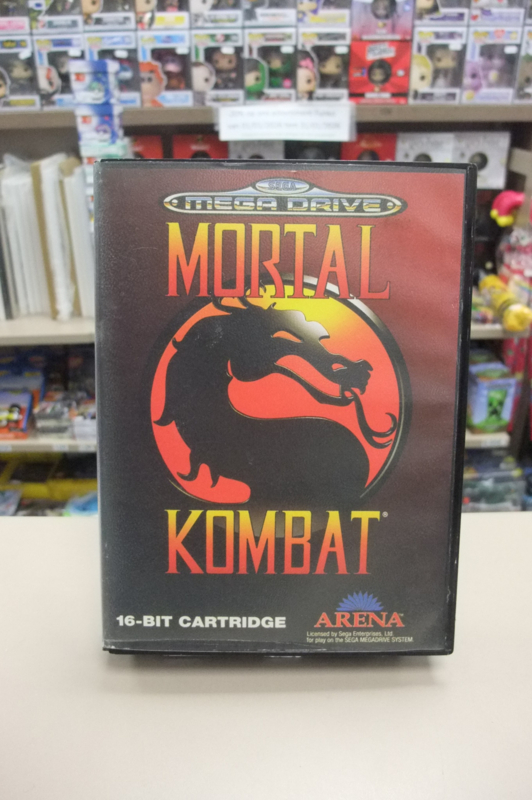 SEGA
MEGA DRIVE
MORTAL
KOMBAT®
16-BIT CARTRIDGE
ARENA™
Licensed by Sega Enterprises, Ltd.
for play on the SEGA MEGADRIVE SYSTEM.